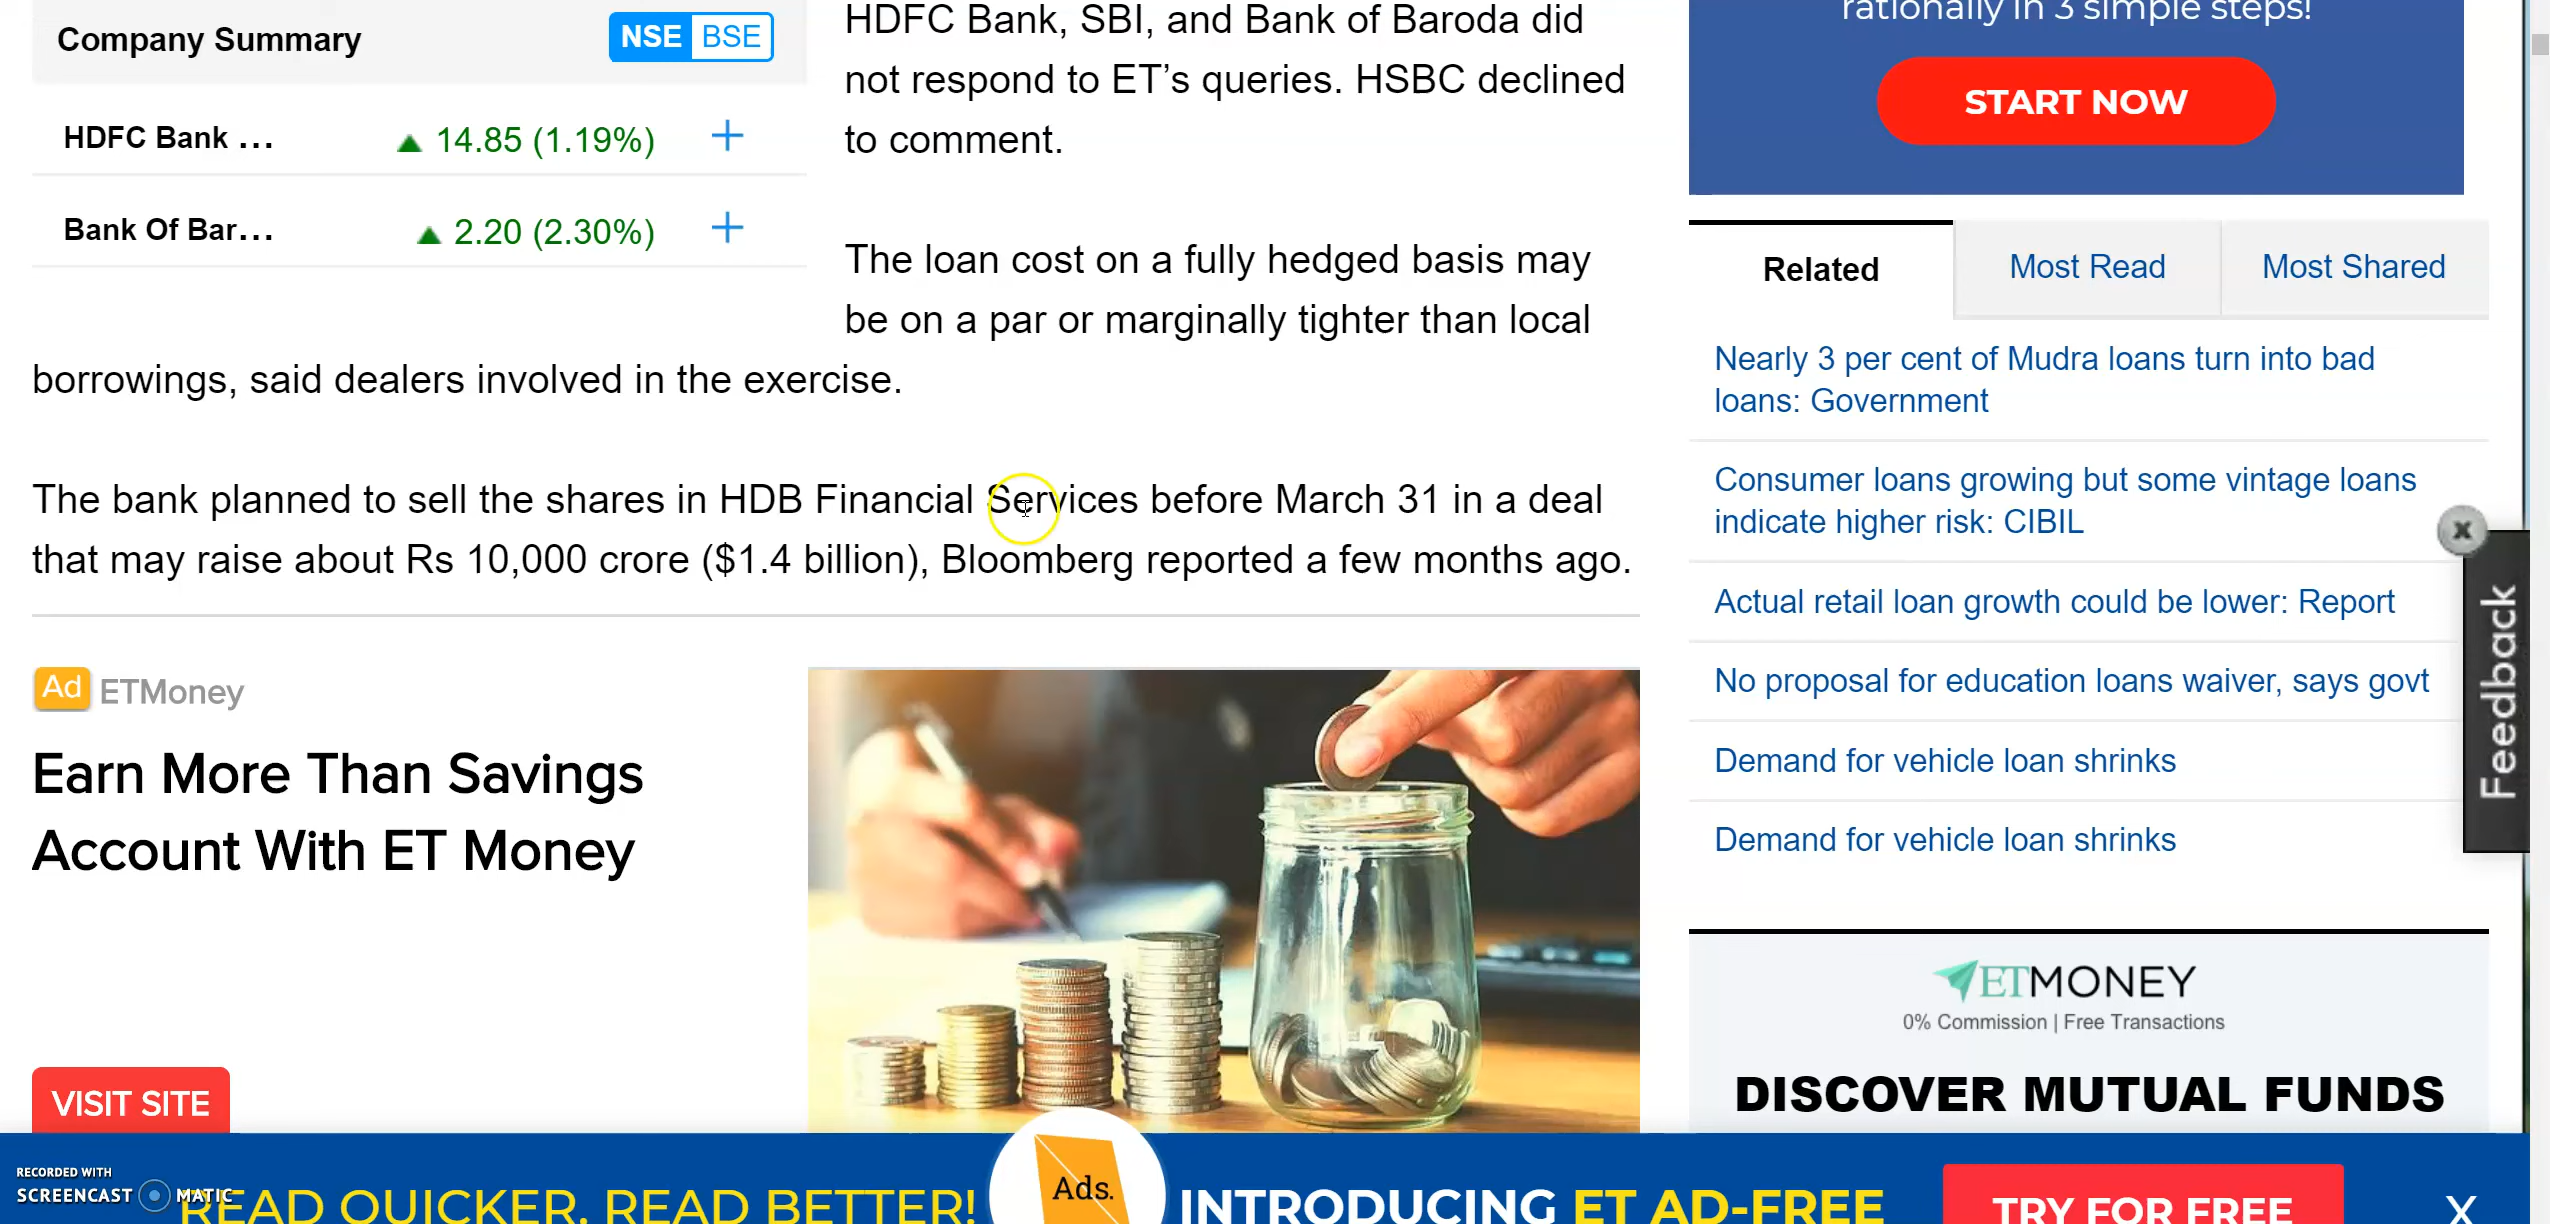 Company Summary
NSE BSE
HDFC Bank ...
14.85 (1.19%) +
Bank Of Bar...
2.20 (2.30%) +
HDFC Bank, SBI, and Bank of Baroda did
not respond to ET’s queries. HSBC declined
to comment.
The loan cost on a fully hedged basis may
be on a par or marginally tighter than local
borrowings, said dealers involved in the exercise.
The bank planned to sell the shares in HDB Financial Services before March 31 in a deal
that may raise about Rs 10,000 crore ($1.4 billion), Bloomberg reported a few months ago.
Ad ETMoney
Earn More Than Savings
Account With ET Money
VISIT SITE
rationally in 3 simple steps!
START NOW
Related Most Read Most Shared
Nearly 3 per cent of Mudra loans turn into bad
loans: Government
Consumer loans growing but some vintage loans
indicate higher risk: CIBIL
Actual retail loan growth could be lower: Report
No proposal for education loans waiver, says govt
Demand for vehicle loan shrinks
Demand for vehicle loan shrinks
x
Feedback
ETMONEY
0% Commission | Free Transactions
DISCOVER MUTUAL FUNDS
RECORDED WITH
SCREENCAST MATIC
READ QUICKER. READ BETTER!
Ads.
INTRODUCING ET AD-FREE
TRY FOR FREE
X